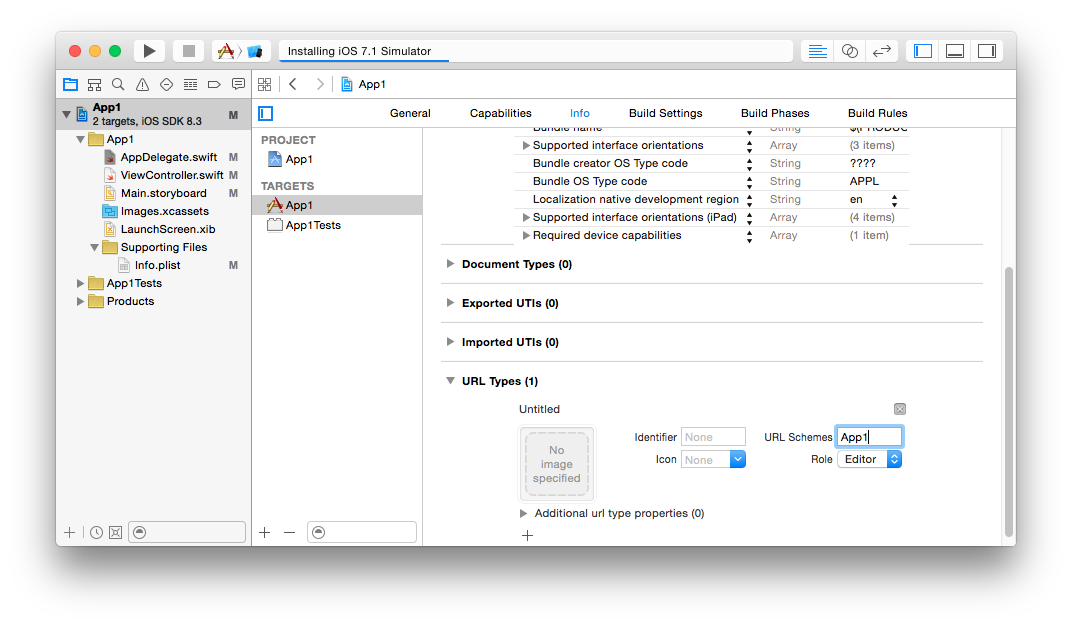 Installing iOS 7.1 Simulator
App1
App1
2 targets, iOS SDK 8.3
M
App1
AppDelegate.swift M
ViewController.swift M
Main.storyboard M
Images.xcassets
LaunchScreen.xib
Supporting Files
Info.plist M
App1Tests
Products
General Capabilities Info Build Settings Build Phases Build Rules
PROJECT
App1
TARGETS
App1
App1Tests
Bundle name String $(PRODUC
Supported interface orientations Array (3 items)
Bundle creator OS Type code String ????
Bundle OS Type code String APPL
Localization native development region String en
Supported interface orientations (iPad) Array (4 items)
Required device capabilities Array (1 item)
Document Types (0)
Exported UTIs (0)
Imported UTIs (0)
URL Types (1)
Untitled
No
image
specified
Identifier None URL Schemes App1
Icon None Role Editor
Additional url type properties (0)